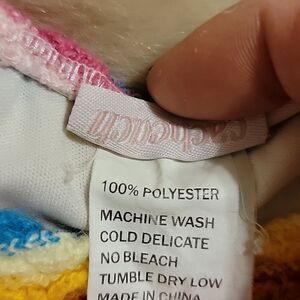 100% POLYESTER
MACHINE WASH
COLD DELICATE
NO BLEACH
TUMBLE DRY LOW
MADE IN CHINA